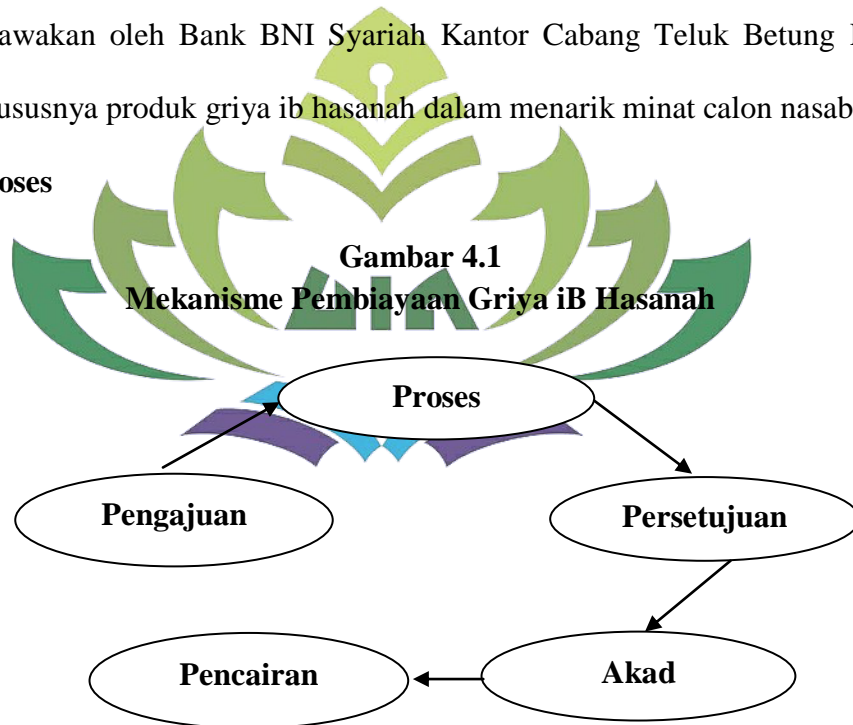 awakan oleh Bank BNI Syariah Kantor Cabang Teluk Betung
ususnya produk griya ib hasanah dalam menarik minat calon nasab
oses
Gambar 4.1
Mekanisme Pembiayaan Griya iB Hasanah
Proses
Pengajuan
Persetujuan
Pencairan
Akad